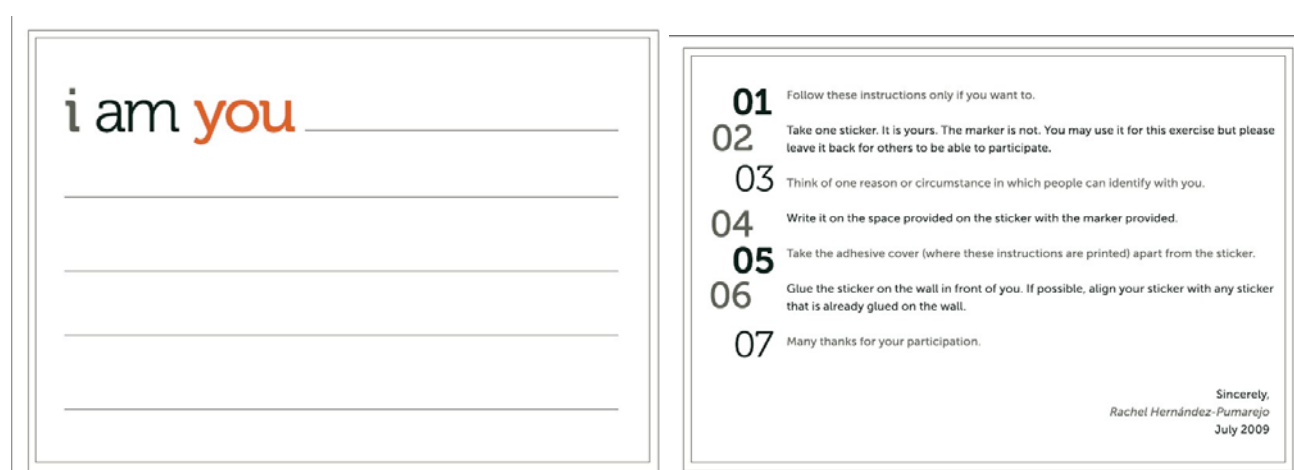 i am you
01 Follow these instructions only if you want to.
02 Take one sticker. It is yours. The marker is not. You may use it for this exercise but please
leave it back for others to be able to participate.
03 Think of one reason or circumstance in which people can identify with you.
04 Write it on the space provided on the sticker with the marker provided.
05 Take the adhesive cover (where these instructions are printed) apart from the sticker.
06 Glue the sticker on the wall in front of you. If possible, align your sticker with any sticker
that is already glued on the wall.
07 Many thanks for your participation.
Sincerely,
Rachel Hernández-Pumarejo
July 2009